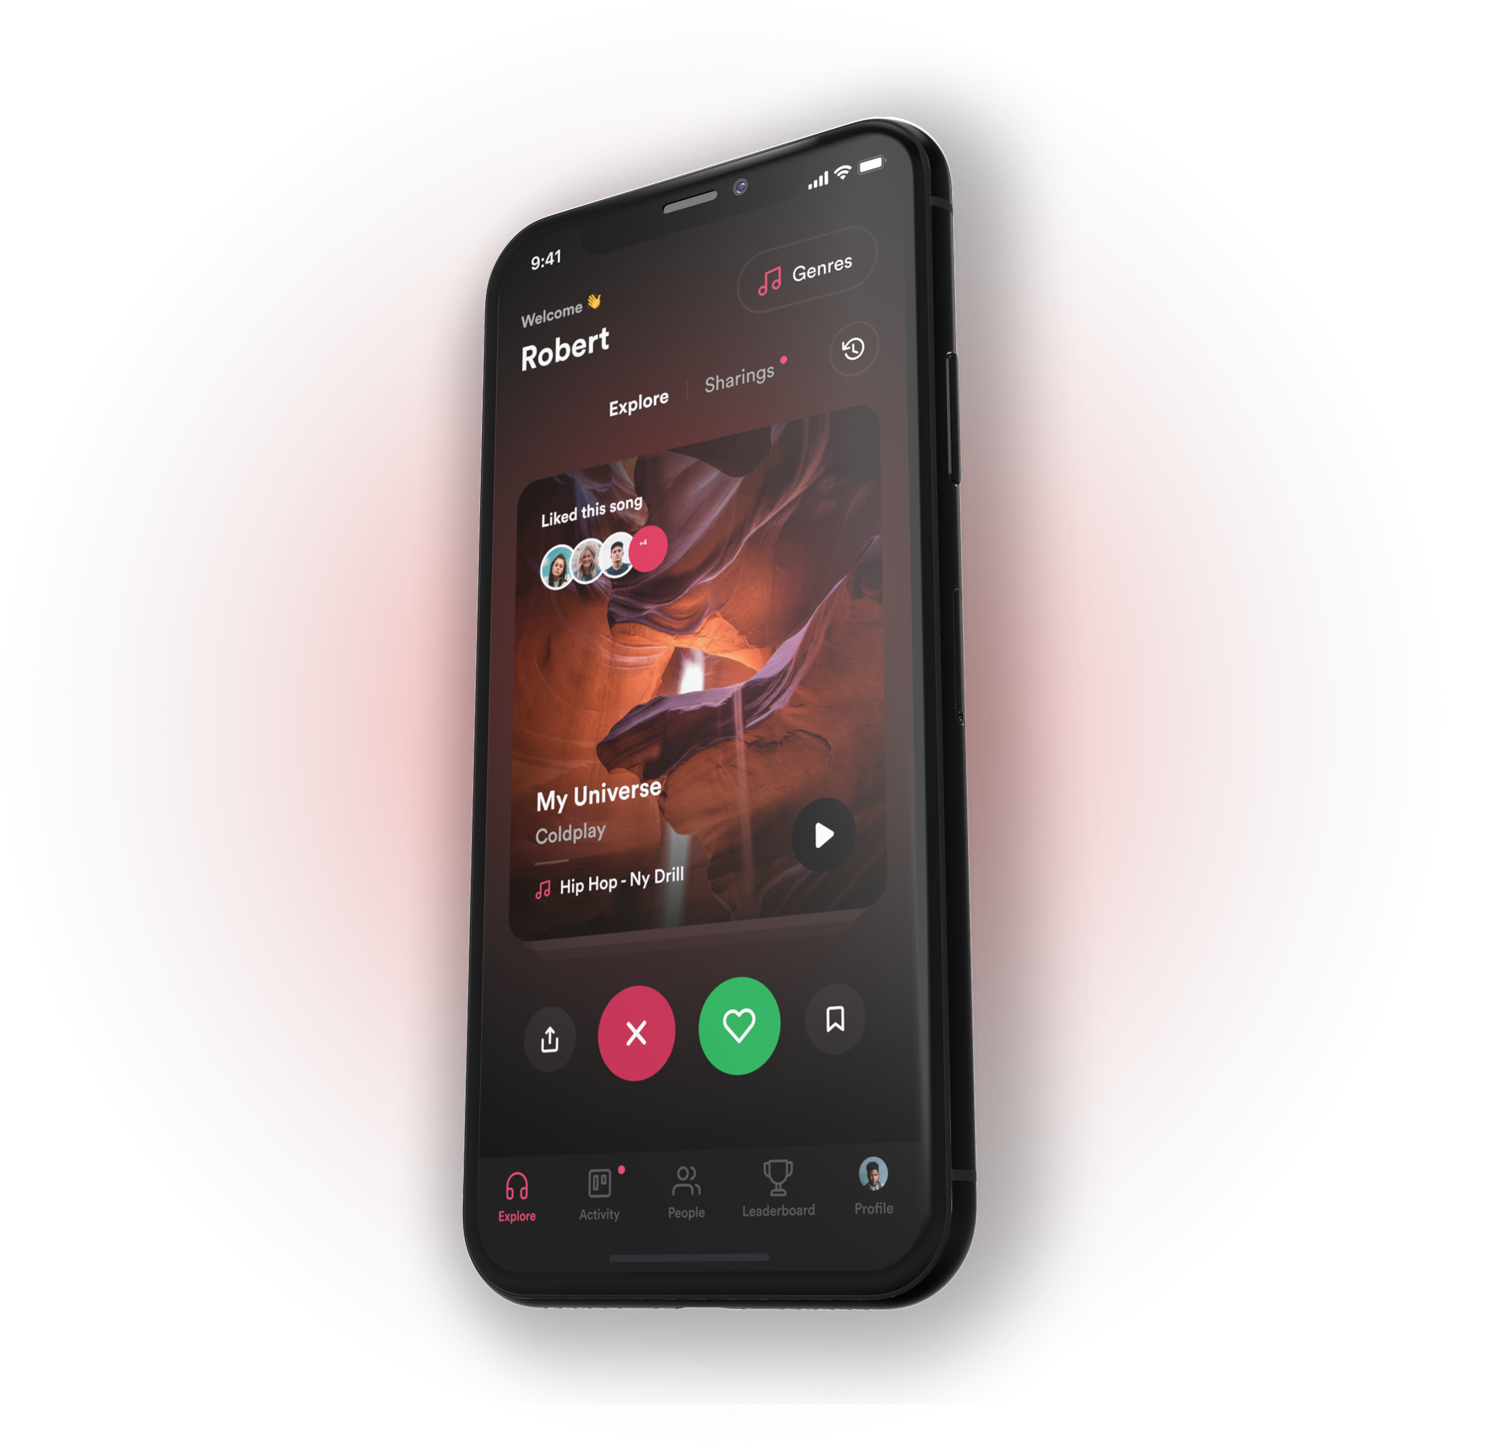 9:41
Genres
Welcome 👋
Robert
Explore
Sharings
Liked this song
+4
My Universe
Coldplay
Hip Hop - Ny Drill
Explore
Activity
People
Leaderboard
Profile